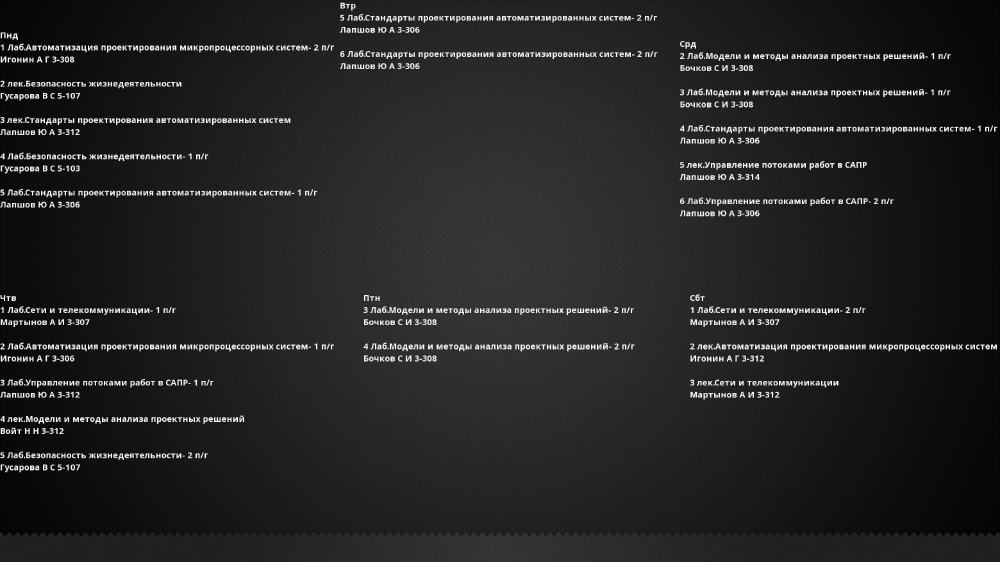 Пнд
1 Лаб.Автоматизация проектирования микропроцессорных систем- 2 п/г
Игонин А Г 3-308
2 лек.Безопасность жизнедеятельности
Гусарова В С 5-107
3 лек.Стандарты проектирования автоматизированных систем
Лапшов Ю А 3-312
4 Лаб.Безопасность жизнедеятельности- 1 п/г
Гусарова В С 5-103
5 Лаб.Стандарты проектирования автоматизированных систем- 1 п/г
Лапшов Ю А 3-306
Втр
5 Лаб.Стандарты проектирования автоматизированных систем- 2 п/г
Лапшов Ю А 3-306
6 Лаб.Стандарты проектирования автоматизированных систем- 2 п/г
Лапшов Ю А 3-306
Срд
2 Лаб.Модели и методы анализа проектных решений- 1 п/г
Бочков С И 3-308
3 Лаб.Модели и методы анализа проектных решений- 1 п/г
Бочков С И 3-308
4 Лаб.Стандарты проектирования автоматизированных систем- 1 п/г
Лапшов Ю А 3-306
5 лек.Управление потоками работ в САПР
Лапшов Ю А 3-314
6 Лаб.Управление потоками работ в САПР- 2 п/г
Лапшов Ю А 3-306
Чтв
1 Лаб.Сети и телекоммуникации- 1 п/г
Мартынов А И 3-307
2 Лаб.Автоматизация проектирования микропроцессорных систем- 1 п/г
Игонин А Г 3-306
3 Лаб.Управление потоками работ в САПР- 1 п/г
Лапшов Ю А 3-312
4 лек.Модели и методы анализа проектных решений
Войт Н Н 3-312
5 Лаб.Безопасность жизнедеятельности- 2 п/г
Гусарова В С 5-107
Птн
3 Лаб.Модели и методы анализа проектных решений- 2 п/г
Бочков С И 3-308
4 Лаб.Модели и методы анализа проектных решений- 2 п/г
Бочков С И 3-308
Сбт
1 Лаб.Сети и телекоммуникации- 2 п/г
Мартынов А И 3-307
2 лек.Автоматизация проектирования микропроцессорных систем
Игонин А Г 3-312
3 лек.Сети и телекоммуникации
Мартынов А И 3-312